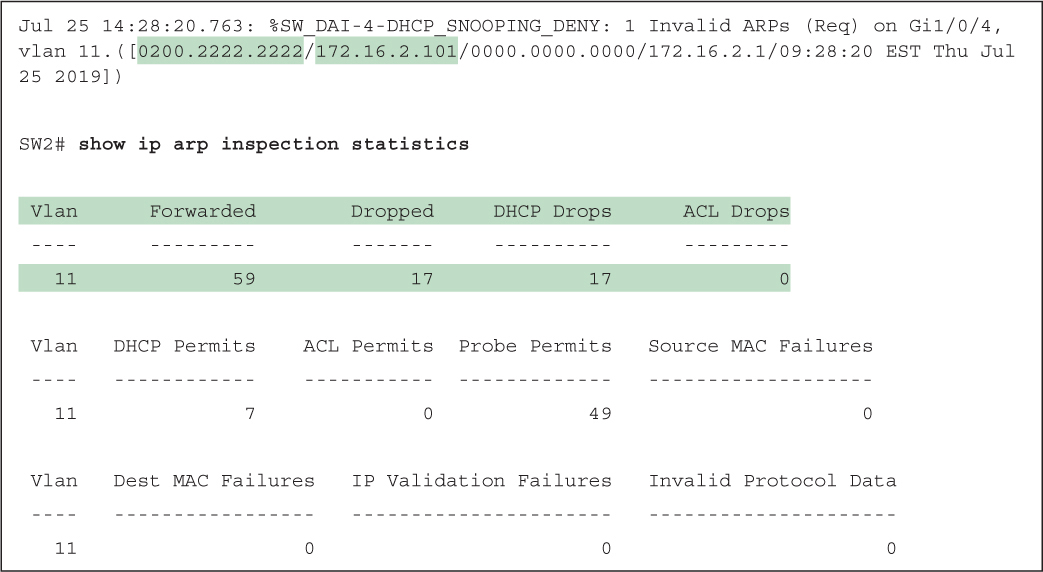 Jul 25 14:28:20.763: %SW_DAI-4-DHCP_SNOOPING_DENY: 1 Invalid ARPs (Req) on Gi1/0/4,
vlan 11.([0200.2222.2222/172.16.2.101/0000.0000.0000/172.16.2.1/09:28:20 EST Thu Jul
25 2019])
SW2# show ip arp inspection statistics
Vlan Forwarded Dropped DHCP Drops ACL Drops
---- --------- ------- ---------- ---------
11 59 17 17 0
Vlan DHCP Permits ACL Permits Probe Permits Source MAC Failures
---- ------------ ----------- ------------- -------------------
11 7 0 49 0
Vlan Dest MAC Failures IP Validation Failures Invalid Protocol Data
---- ----------------- ---------------------- ---------------------
11 0 0 0